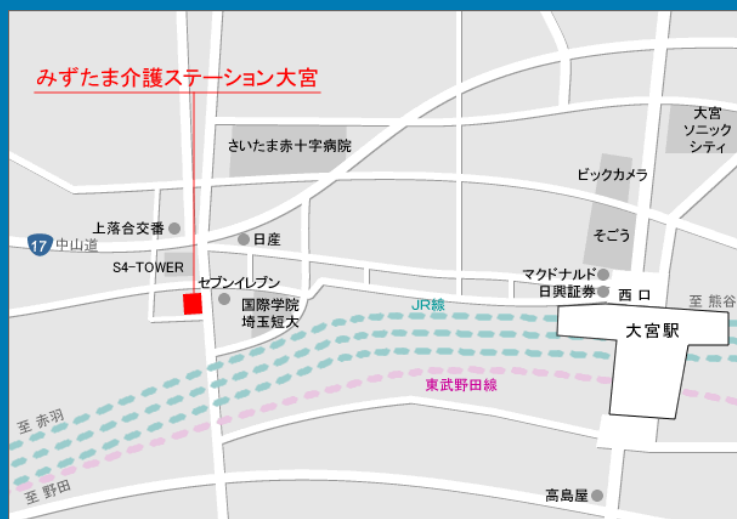 みずたま介護ステーション大宮
大宮
ソニック
シティ
さいたま赤十字病院
ビックカメラ
上落合交番
17 中山道
日産
そごう
S4-TOWER
マクドナルド
セブンイレブン
日興証券
西口
国際学院
埼玉短大
JR線
至 熊谷
大宮駅
東武野田線
至 赤羽
至 野田
高島屋